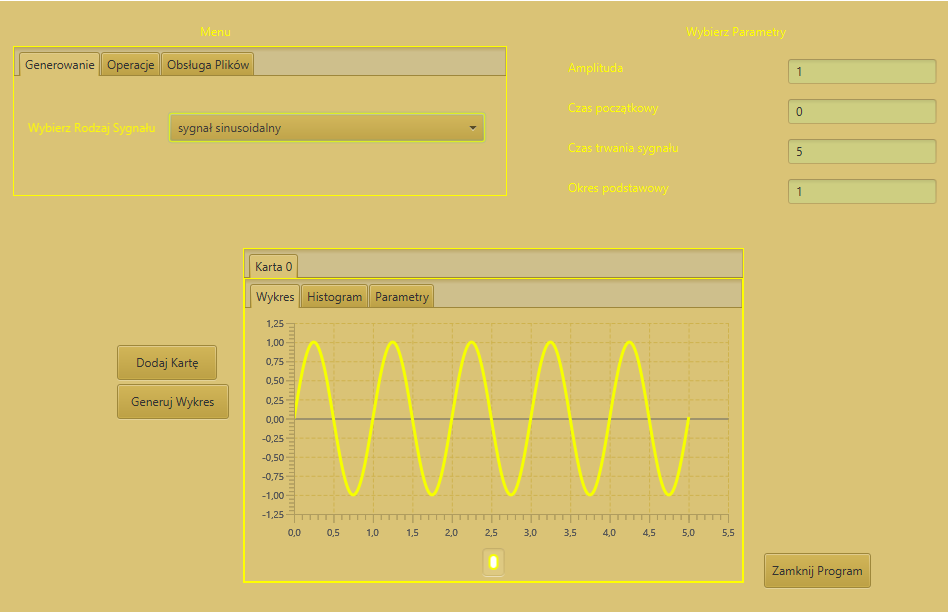 Menu
Wybierz Parametry
Generowanie Operacje Obsługa Plików
Wybierz Rodzaj Sygnału sygnał sinusoidalny
Amplituda 1
Czas początkowy 0
Czas trwania sygnału 5
Okres podstawowy 1
Karta 0
Wykres Histogram Parametry
1,25
1,00
0,75
0,50
0,25
0,00
-0,25
-0,50
-0,75
-1,00
-1,25
0,0 0,5 1,0 1,5 2,0 2,5 3,0 3,5 4,0 4,5 5,0 5,5
Dodaj Kartę
Generuj Wykres
Zamknij Program